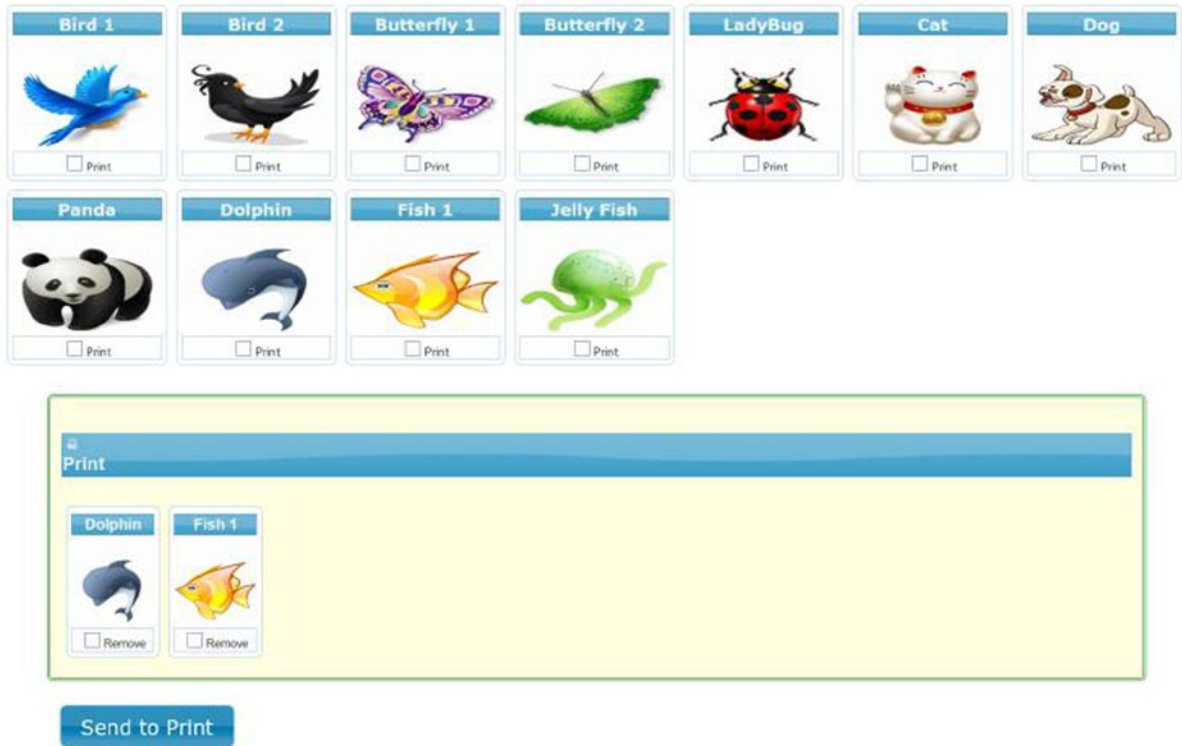 Bird 1 Bird 2 Butterfly 1 Butterfly 2 LadyBug Cat Dog
Print Print Print Print Print Print Print
Panda Dolphin Fish 1 Jelly Fish
Print Print Print Print
Print
Dolphin Fish 1
Remove Remove
Send to Print